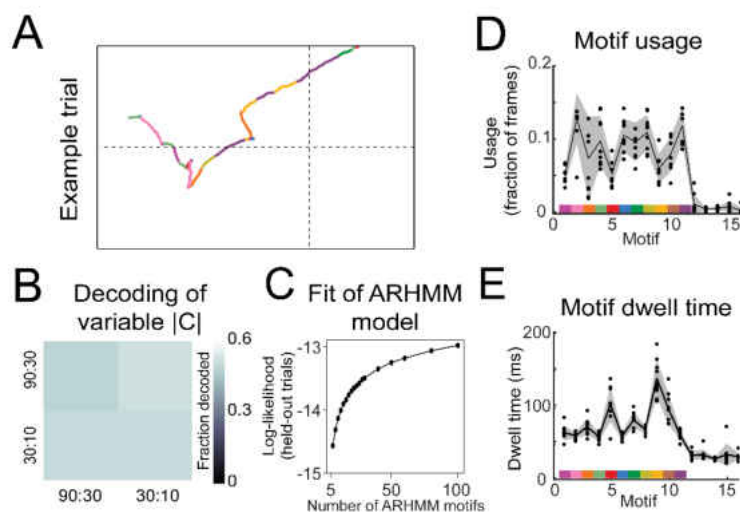 A
Example trial
B
Decoding of
variable |C|
90:30
30:10
90:30
30:10
0.6
0.3
0
Fraction decoded
C
Fit of ARHMM
model
Log-likelihood
(held-out trials)
-13
-14
-15
5
25
50
75
100
Number of ARHMM motifs
D
Motif usage
Usage
(fraction of frames)
0.2
0.1
0
0
5
10
15
Motif
E
Motif dwell time
Dwell time (ms)
200
100
0
0
5
10
15
Motif